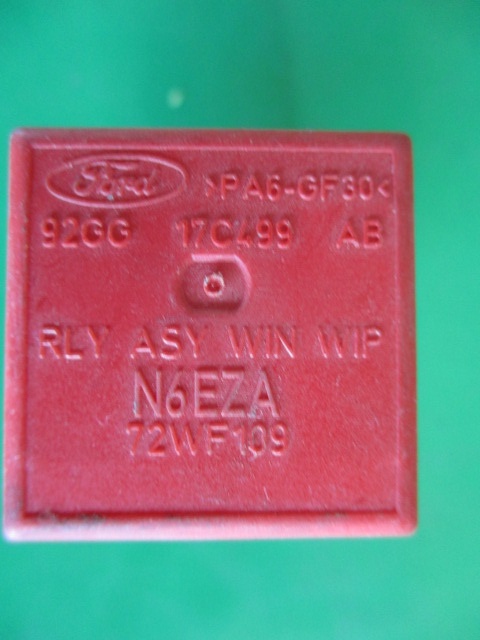 Ford >PA6-GF30<
92GG 17C499 AB
RLY ASY WIN WIP
N6EZA
72WF109